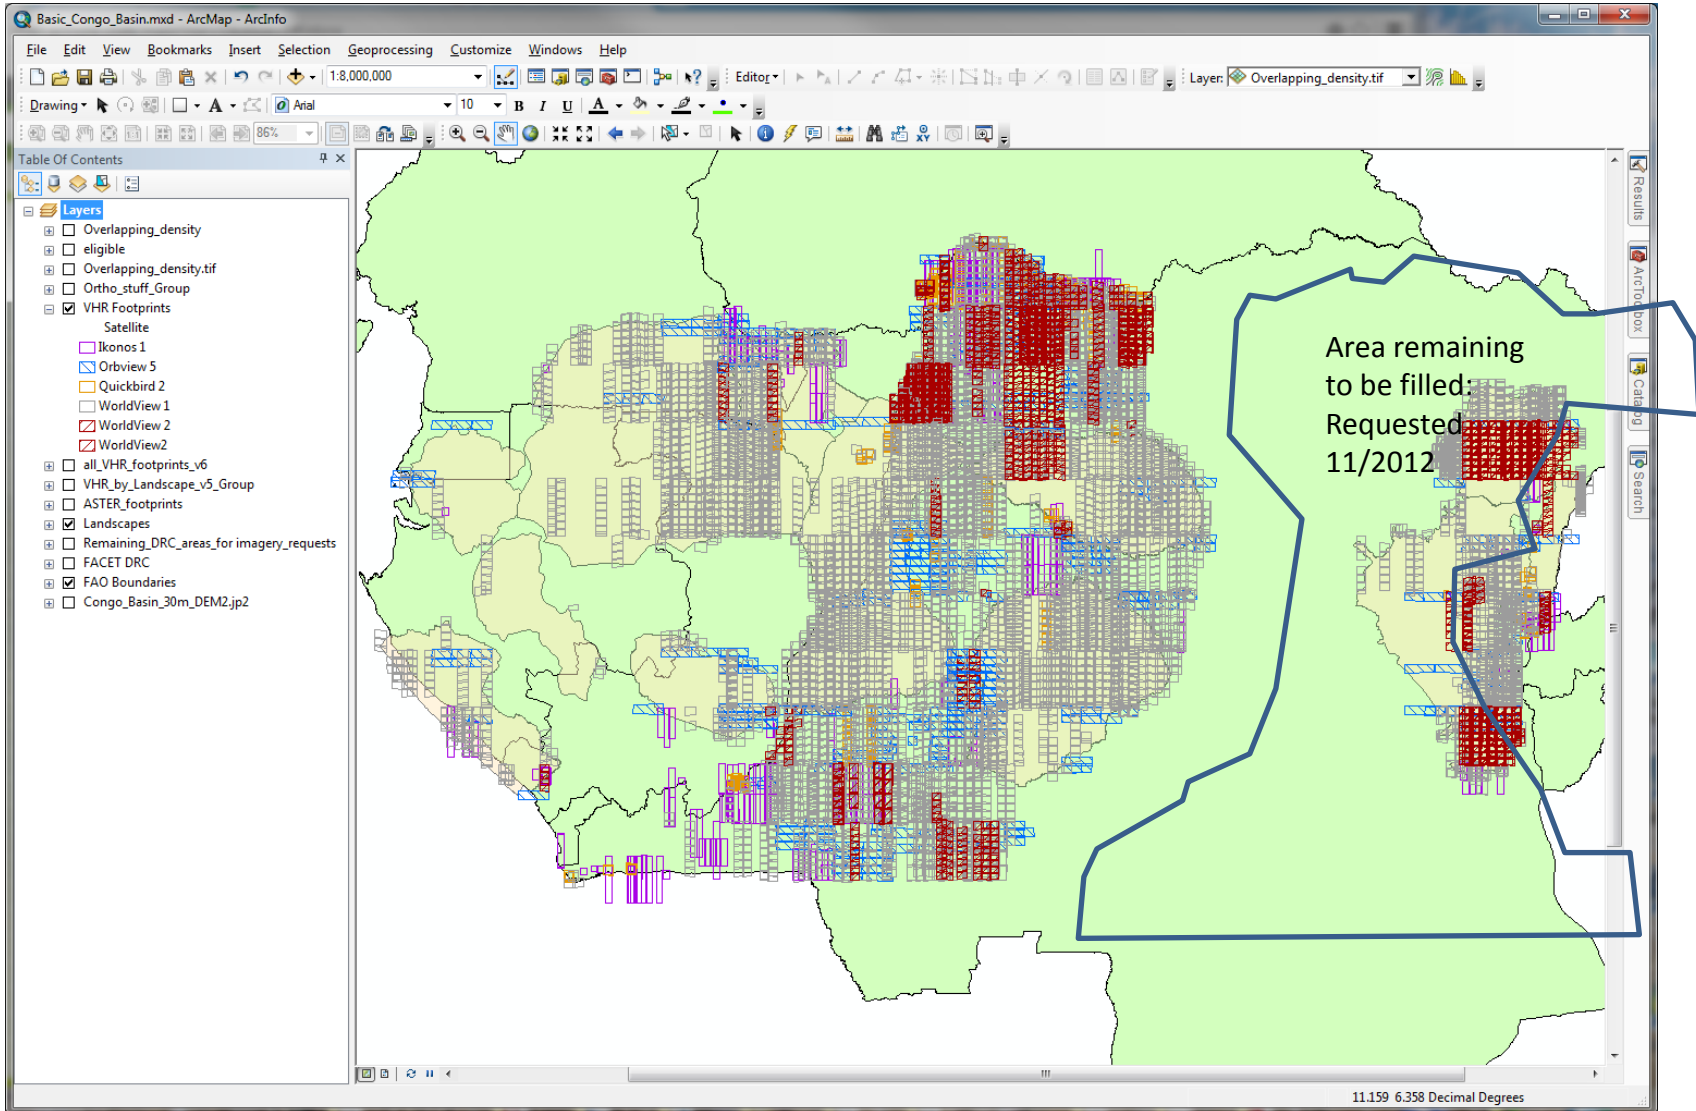 Basic_Congo_Basin.mxd - ArcMap - ArcInfo
File Edit View Bookmarks Insert Selection Geoprocessing Customize Windows Help
1:8,000,000
Editor
Layer: Overlapping_density.tif
Drawing A Arial 10 B I U A
86%
XY
Table Of Contents
Layers
Overlapping_density
eligible
Overlapping_density.tif
Ortho_stuff_Group
VHR Footprints
Satellite
Ikonos 1
Orbview 5
Quickbird 2
WorldView 1
WorldView 2
WorldView2
all_VHR_footprints_v6
VHR_by_Landscape_v5_Group
ASTER_footprints
Landscapes
Remaining_DRC_areas_for imagery_requests
FACET DRC
FAO Boundaries
Congo_Basin_30m_DEM2.jp2
Area remaining
to be filled:
Requested
11/2012
Results
ArcToolbox
Catalog
Search
11.159 6.358 Decimal Degrees